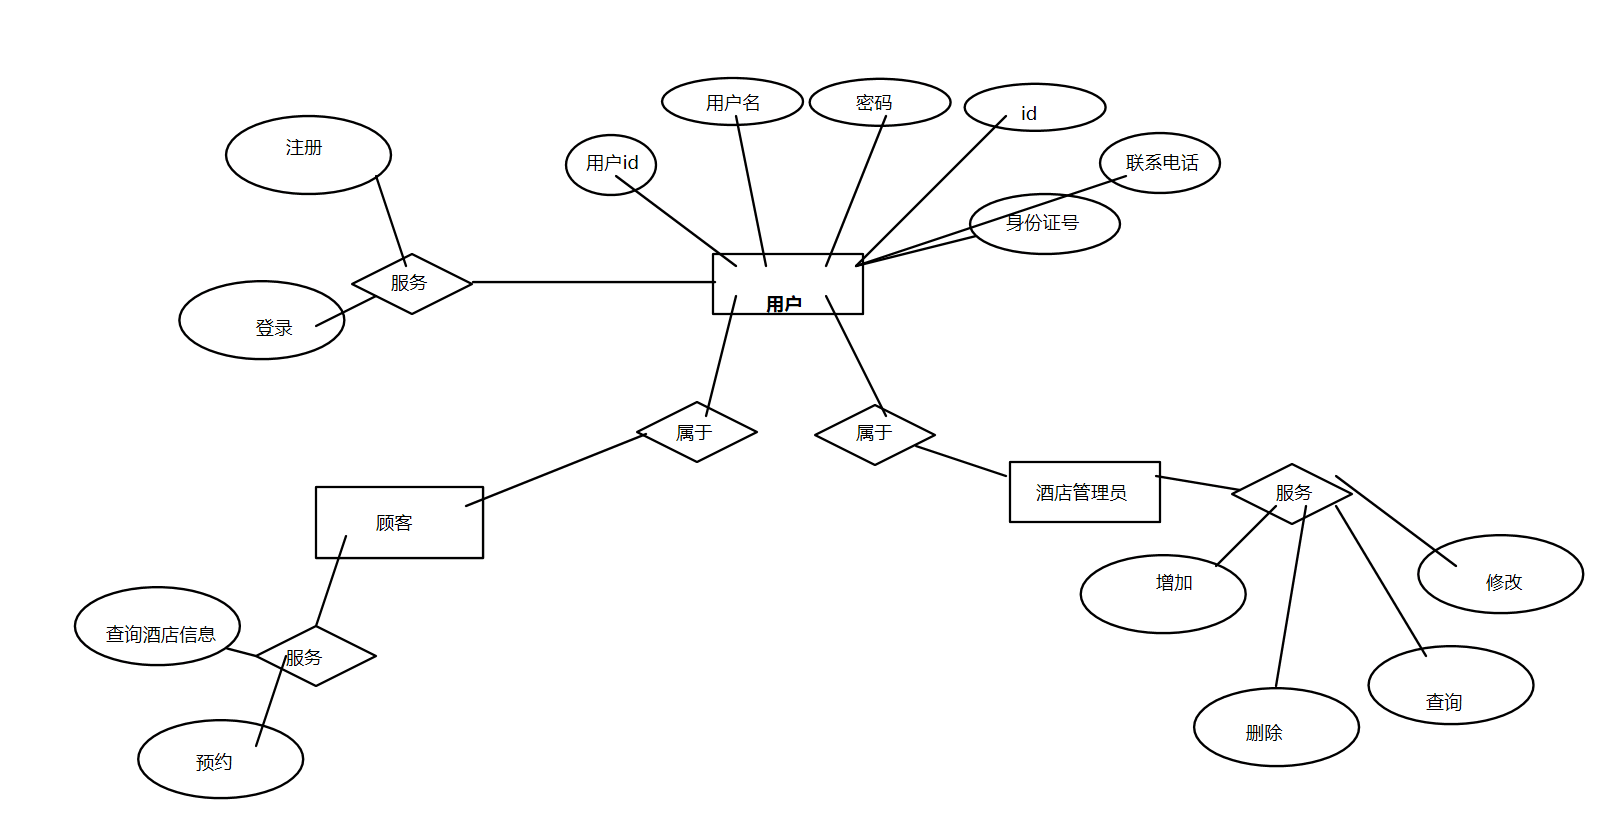 用户名
密码
id
注册
用户id
联系电话
身份证号
服务
用户
登录
属于
属于
酒店管理员
服务
顾客
增加
修改
查询酒店信息
服务
查询
删除
预约